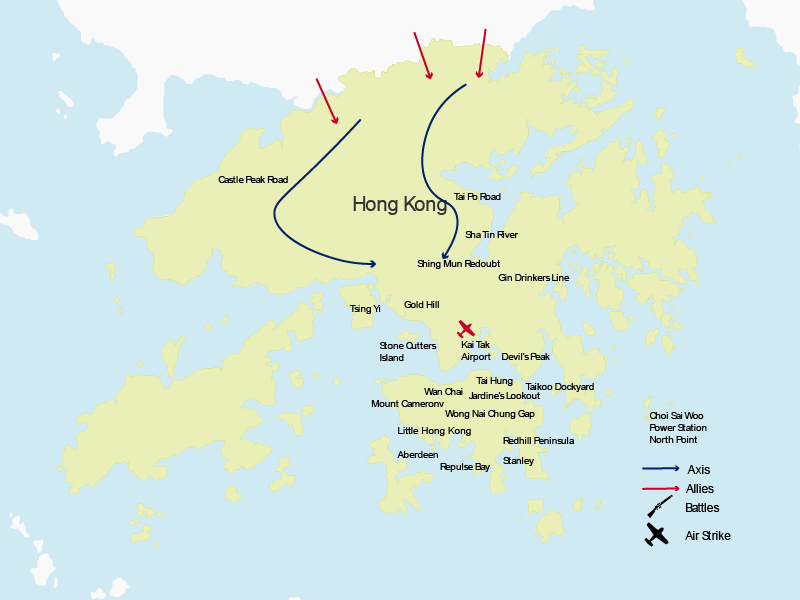 Castle Peak Road
Hong Kong
Tai Po Road
Sha Tin River
Shing Mun Redoubt
Gin Drinkers Line
Tsing Yi
Gold Hill
Stone Cutters
Island
Kai Tak
Airport
Devil's Peak
Tai Hung
Taikoo Dockyard
Wan Chai
Jardine's Lookout
Mount Cameronv
Wong Nai Chung Gap
Little Hong Kong
Redhill Peninsula
Aberdeen
Repulse Bay
Stanley
Choi Sai Woo
Power Station
North Point
Axis
Allies
Battles
Air Strike